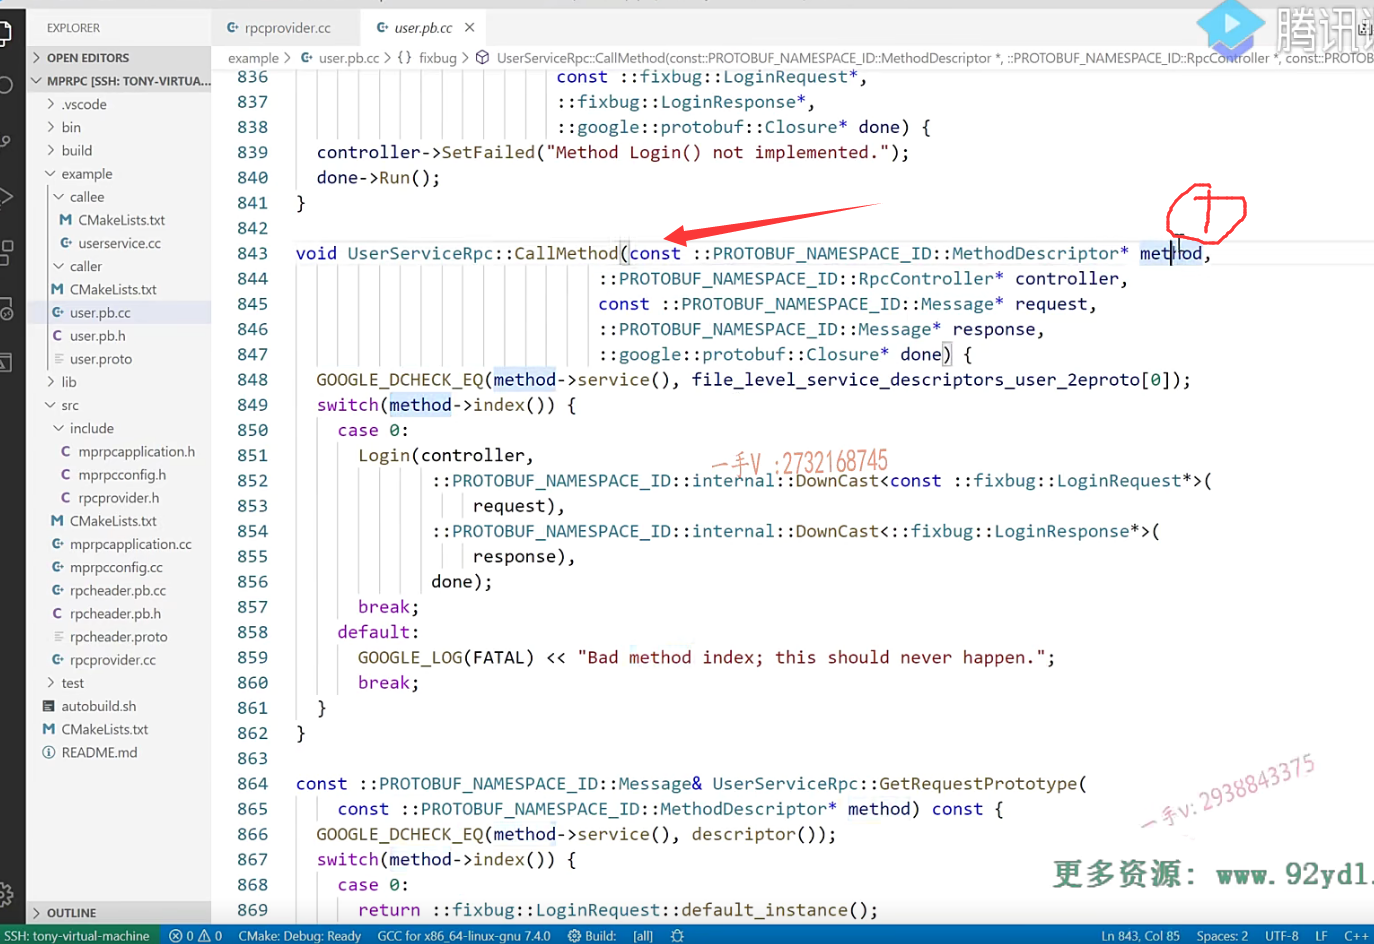 EXPLORER
rpcprovider.cc
user.pb.cc
OPEN EDITORS
MPRPC [SSH: TONY-VIRTUA...
.vscode
bin
build
example
callee
CMakeLists.txt
userservice.cc
caller
CMakeLists.txt
user.pb.cc
user.pb.h
user.proto
lib
src
include
mprpcapplication.h
mprpcconfig.h
rpcprovider.h
CMakeLists.txt
mprpcapplication.cc
mprpcconfig.cc
rpcheader.pb.cc
rpcheader.pb.h
rpcheader.proto
rpcprovider.cc
test
autobuild.sh
CMakeLists.txt
README.md
OUTLINE
example > user.pb.cc > {} fixbug > UserServiceRpc::CallMethod(const::PROTOBUF_NAMESPACE_ID::MethodDescriptor *, ::PROTOBUF_NAMESPACE_ID::RpcController *, const::PROTOB
836 const ::fixbug::LoginRequest*,
837 ::fixbug::LoginResponse*,
838 ::google::protobuf::Closure* done) {
839 controller->SetFailed("Method Login() not implemented.");
840 done->Run();
841 }
842
843 void UserServiceRpc::CallMethod(const ::PROTOBUF_NAMESPACE_ID::MethodDescriptor* method,
844 ::PROTOBUF_NAMESPACE_ID::RpcController* controller,
845 const ::PROTOBUF_NAMESPACE_ID::Message* request,
846 ::PROTOBUF_NAMESPACE_ID::Message* response,
847 ::google::protobuf::Closure* done) {
848 GOOGLE_DCHECK_EQ(method->service(), file_level_service_descriptors_user_2eproto[0]);
849 switch(method->index()) {
850 case 0:
851 Login(controller,
852 ::PROTOBUF_NAMESPACE_ID::internal::DownCast<const ::fixbug::LoginRequest*>(
853 request),
854 ::PROTOBUF_NAMESPACE_ID::internal::DownCast<::fixbug::LoginResponse*>(
855 response),
856 done);
857 break;
858 default:
859 GOOGLE_LOG(FATAL) << "Bad method index; this should never happen.";
860 break;
861 }
862 }
863
864 const ::PROTOBUF_NAMESPACE_ID::Message& UserServiceRpc::GetRequestPrototype(
865 const ::PROTOBUF_NAMESPACE_ID::MethodDescriptor* method) const {
866 GOOGLE_DCHECK_EQ(method->service(), descriptor());
867 switch(method->index()) {
868 case 0:
869 return ::fixbug::LoginRequest::default_instance();
腾讯
一手V :2732168745
一手V: 2938843375
更多资源: www.92yd1.
SSH: tony-virtual-machine 0 0 CMake: Debug: Ready GCC for x86_64-linux-gnu 7.4.0 Build: [all] Ln 843, Col 85 Spaces: 2 UTF-8 LF C++